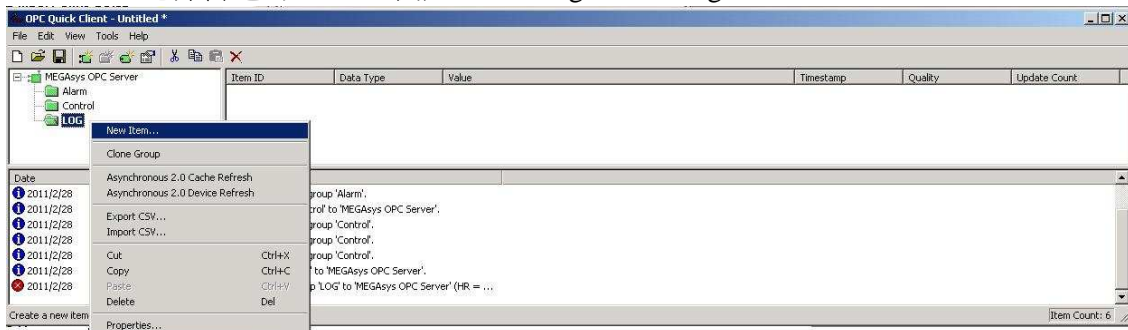 OPC Quick Client - Untitled *
File Edit View Tools Help
MEGAsys OPC Server
Alarm
Control
LOG
Item ID Data Type Value Timestamp Quality Update Count
New Item...
Clone Group
Asynchronous 2.0 Cache Refresh
Asynchronous 2.0 Device Refresh
Export CSV...
Import CSV...
Cut Ctrl+X
Copy Ctrl+C
Paste Ctrl+V
Delete Del
Properties...
Date
2011/2/28 group 'Alarm'.
2011/2/28 to 'MEGAsys OPC Server'.
2011/2/28 group 'Control'.
2011/2/28 group 'Control'.
2011/2/28 group 'Control'.
2011/2/28 to 'MEGAsys OPC Server'.
2011/2/28 'LOG' to 'MEGAsys OPC Server' (HR = ...
Create a new item
Item Count: 6